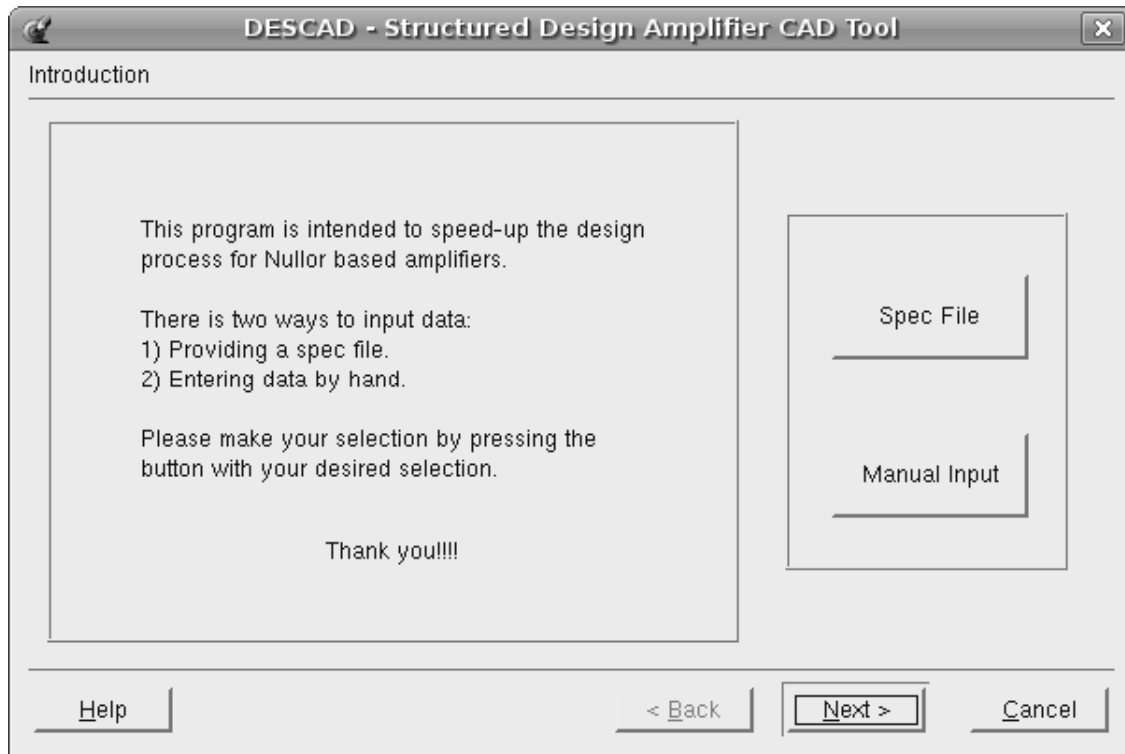 DESCAD - Structured Design Amplifier CAD Tool
Introduction
This program is intended to speed-up the design
process for Nullor based amplifiers.
There is two ways to input data:
1) Providing a spec file.
2) Entering data by hand.
Please make your selection by pressing the
button with your desired selection.
Thank you!!!!
Spec File
Manual Input
Help
< Back
Next >
Cancel